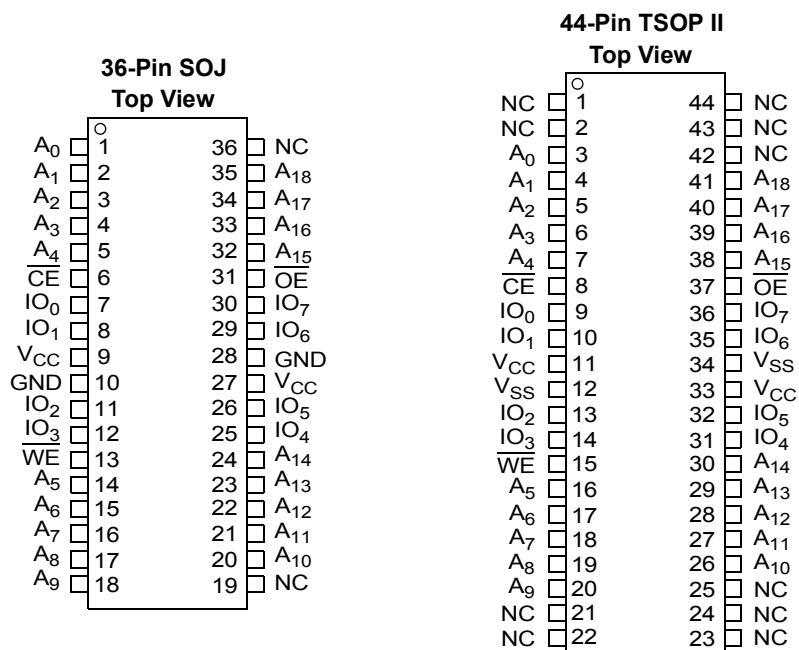 36-Pin SOJ
Top View
A0 1 36 NC
A1 2 35 A18
A2 3 34 A17
A3 4 33 A16
A4 5 32 A15
CE 6 31 OE
IO0 7 30 IO7
IO1 8 29 IO6
VCC 9 28 GND
GND 10 27 VCC
IO2 11 26 IO5
IO3 12 25 IO4
WE 13 24 A14
A5 14 23 A13
A6 15 22 A12
A7 16 21 A11
A8 17 20 A10
A9 18 19 NC
44-Pin TSOP II
Top View
NC 1 44 NC
NC 2 43 NC
A0 3 42 NC
A1 4 41 A18
A2 5 40 A17
A3 6 39 A16
A4 7 38 A15
CE 8 37 OE
IO0 9 36 IO7
IO1 10 35 IO6
VCC 11 34 VSS
VSS 12 33 VCC
IO2 13 32 IO5
IO3 14 31 IO4
WE 15 30 A14
A5 16 29 A13
A6 17 28 A12
A7 18 27 A11
A8 19 26 A10
A9 20 25 NC
NC 21 24 NC
NC 22 23 NC